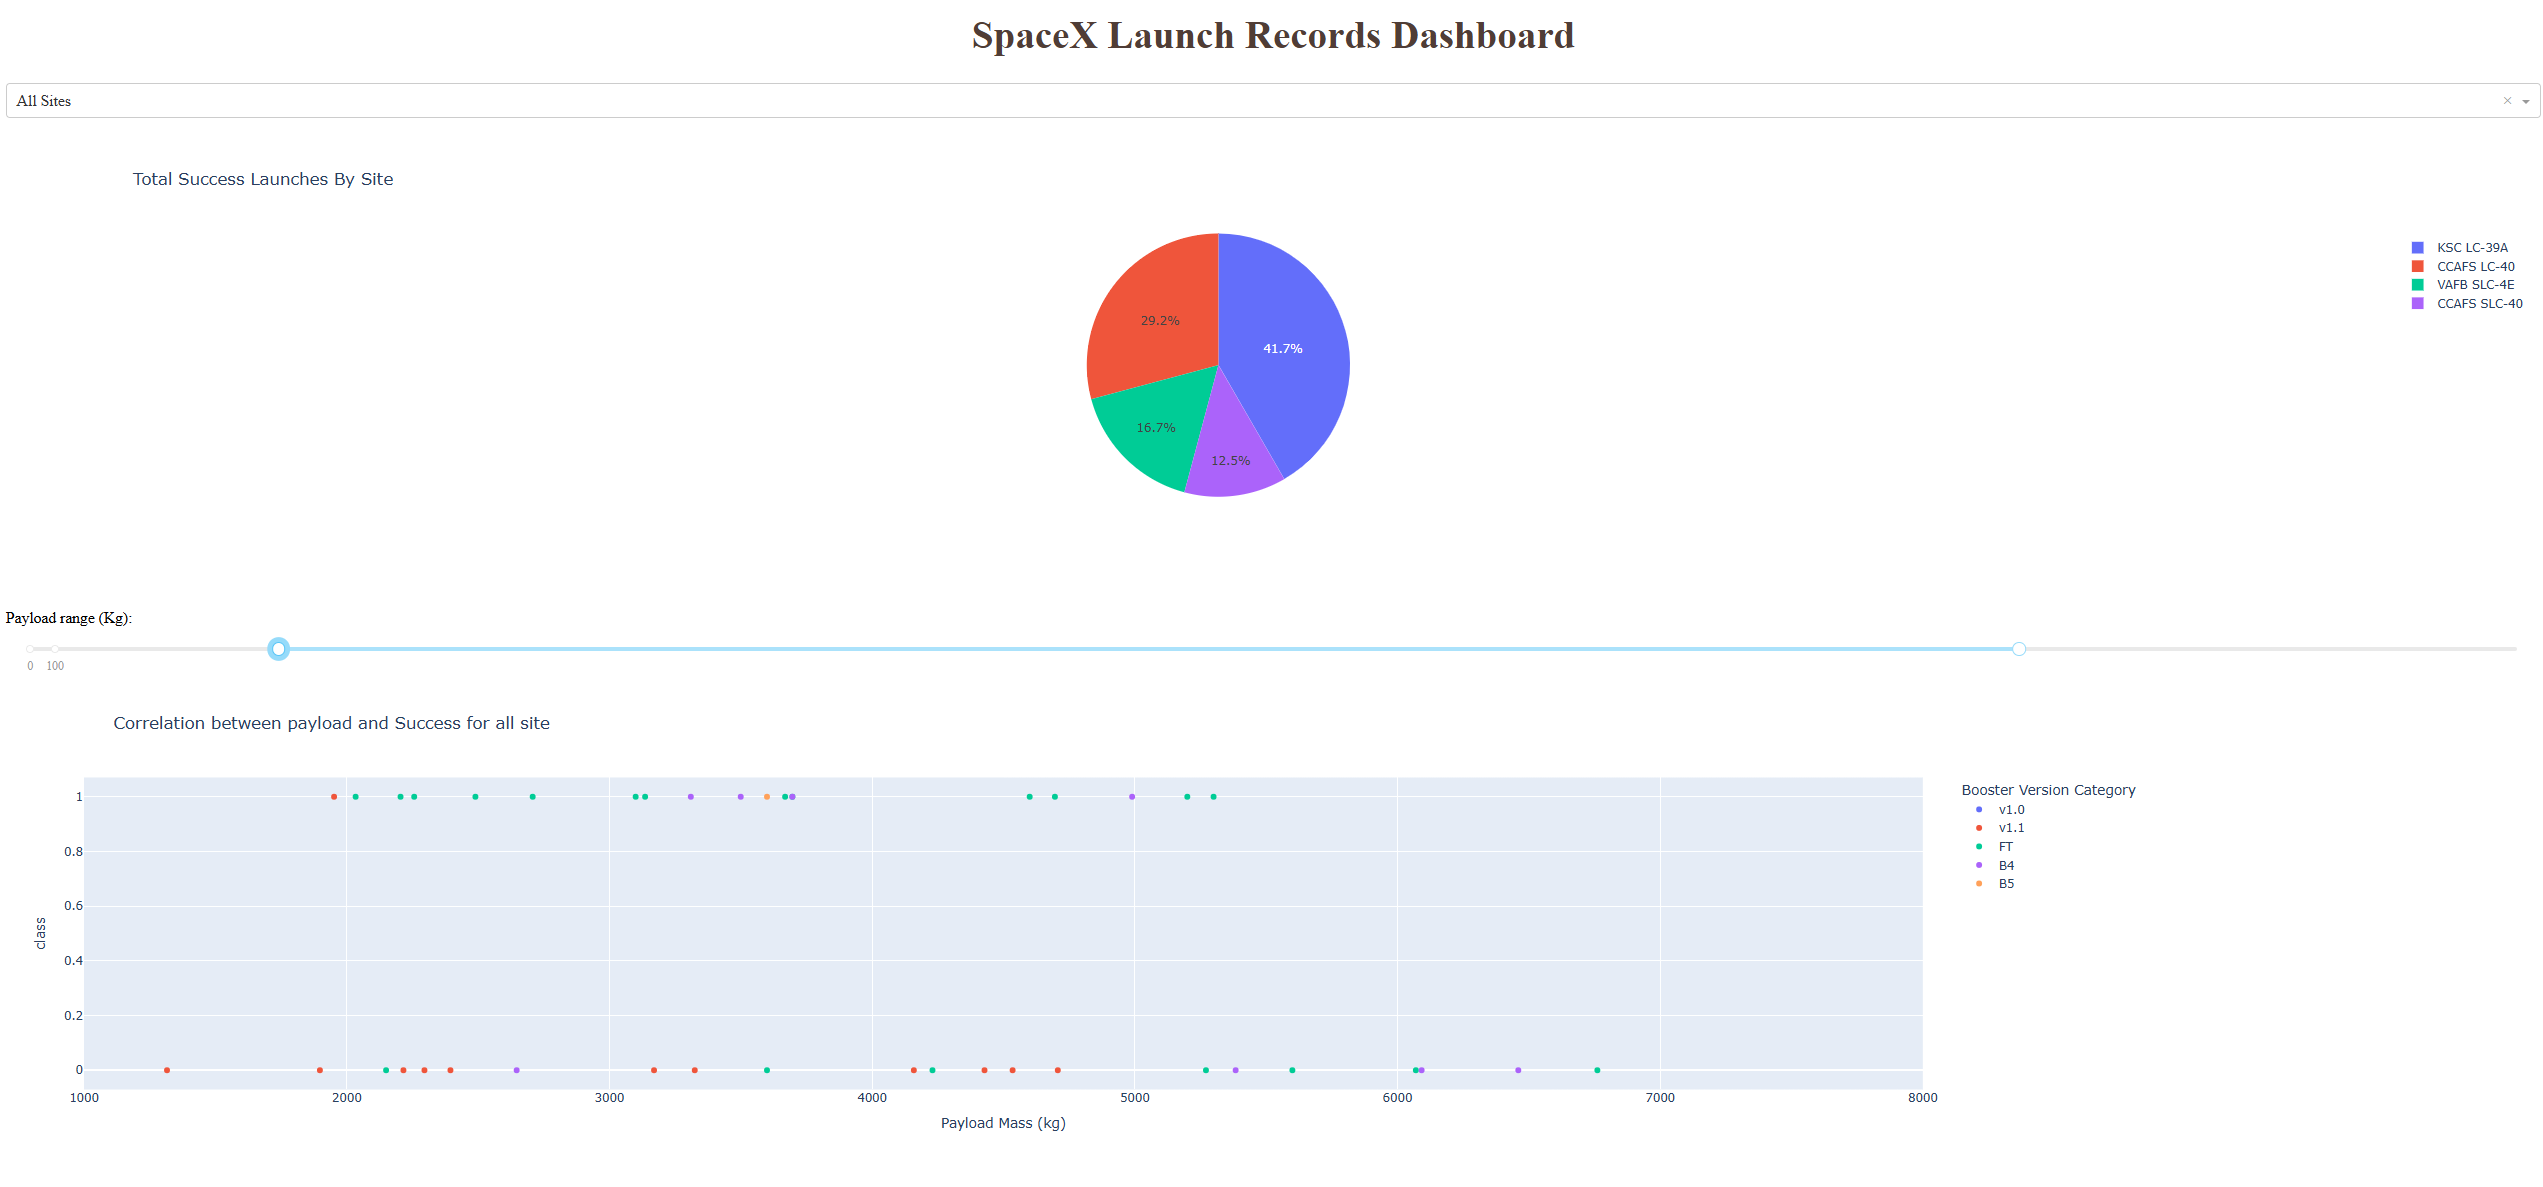 SpaceX Launch Records Dashboard
All Sites ×
Total Success Launches By Site
KSC LC-39A
CCAFS LC-40
VAFB SLC-4E
CCAFS SLC-40
29.2%
41.7%
16.7%
12.5%
Payload range (Kg):
0 100
Correlation between payload and Success for all site
1
0.8
0.6
0.4
0.2
0
class
1000 2000 3000 4000 5000 6000 7000 8000
Payload Mass (kg)
Booster Version Category
v1.0
v1.1
FT
B4
B5